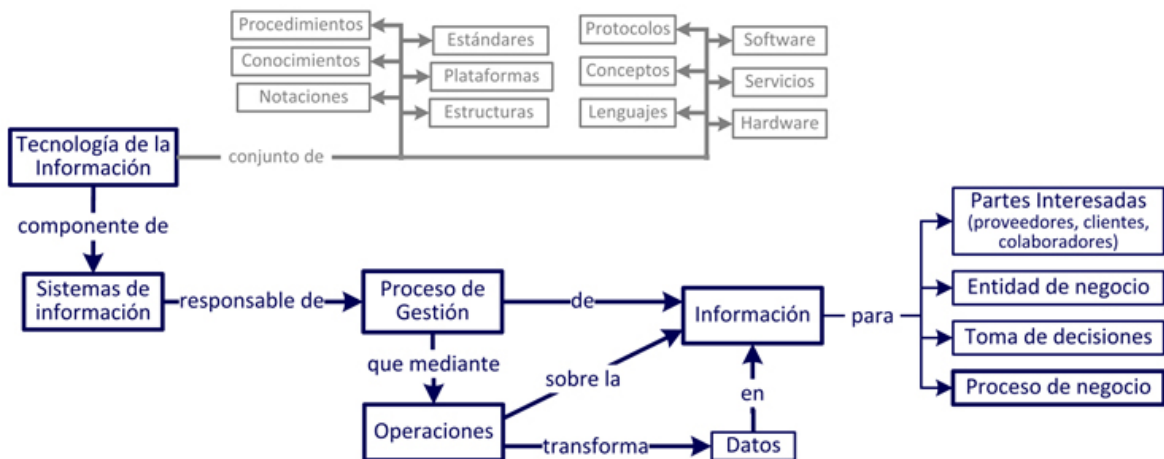 Procedimientos
Estándares
Conocimientos
Plataformas
Notaciones
Estructuras
Protocolos
Software
Conceptos
Servicios
Lenguajes
Hardware
Tecnología de la
Información
conjunto de
componente de
Sistemas de
información
responsable de
Proceso de
Gestión
de
Información
para
Partes Interesadas
(proveedores, clientes,
colaboradores)
Entidad de negocio
Toma de decisiones
Proceso de negocio
que mediante
sobre la
en
Operaciones
transforma
Datos